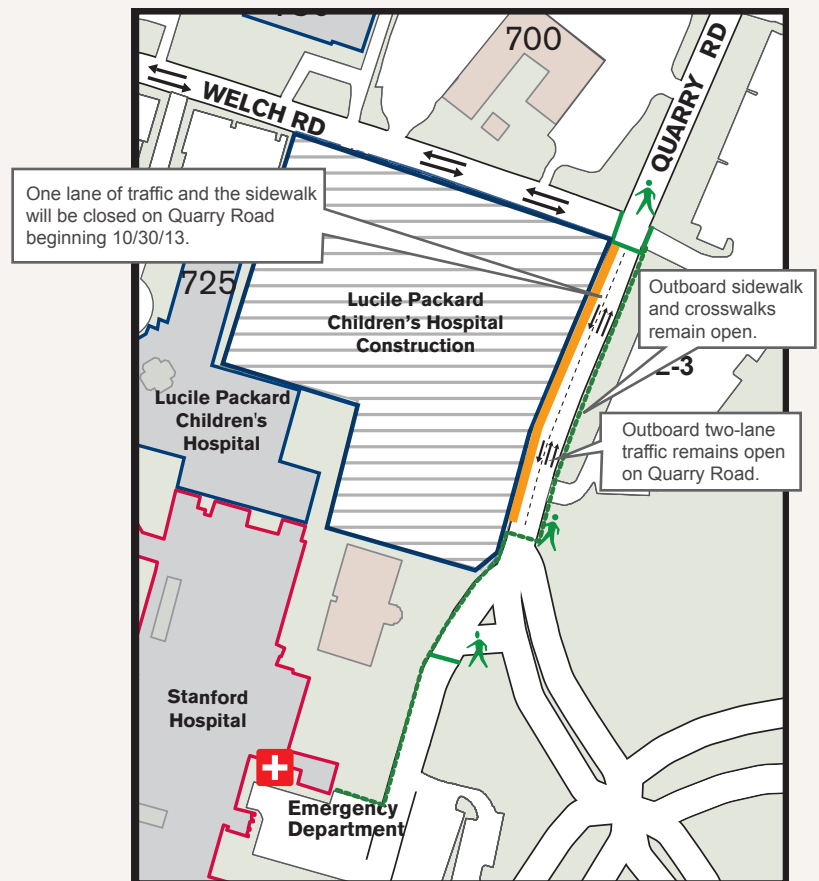 700
QUARRY RD
WELCH RD
One lane of traffic and the sidewalk
will be closed on Quarry Road
beginning 10/30/13.
725
Lucile Packard
Children's Hospital
Construction
Outboard sidewalk
and crosswalks
remain open.
-3
Lucile Packard
Children's
Hospital
Outboard two-lane
traffic remains open
on Quarry Road.
Stanford
Hospital
Emergency
Department